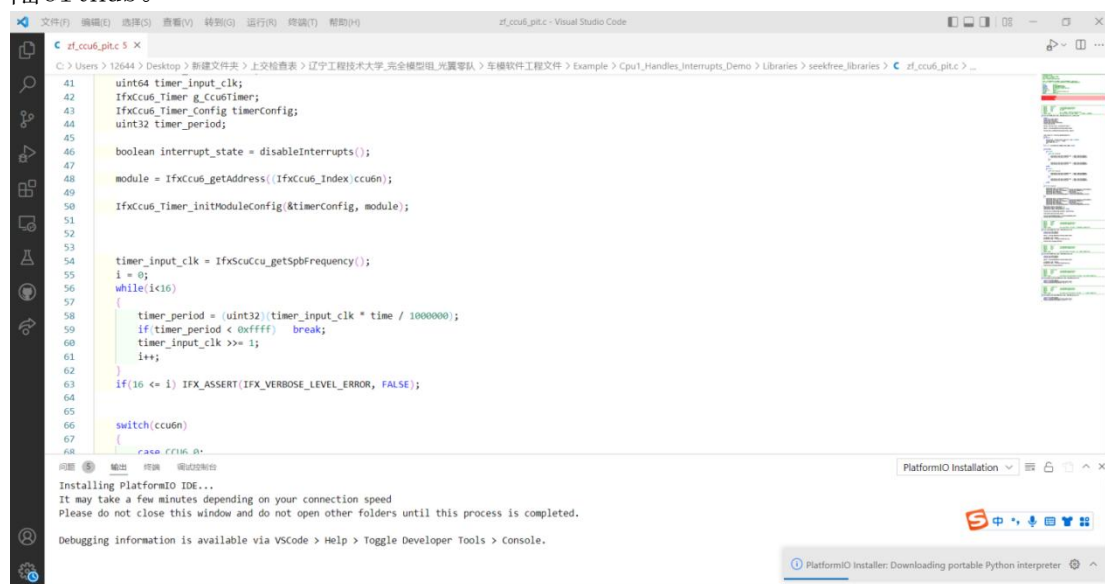 文件(F) 编辑(E) 选择(S) 查看(V) 转到(G) 运行(R) 终端(T) 帮助(H) zf_ccu6_pit.c - Visual Studio Code
C zf_ccu6_pit.c 5 ×
C: > Users > 12644 > Desktop > 新建文件夹 > 上交检查表 > 辽宁工程技术大学_完全模型组_光翼零队 > 车模软件工程文件 > Example > Cpu1_Handles_Interrupts_Demo > Libraries > seekfree_libraries > C zf_ccu6_pit.c > ...
41 uint64 timer_input_clk;
42 IfxCcu6_Timer g_Ccu6Timer;
43 IfxCcu6_Timer_Config timerConfig;
44 uint32 timer_period;
45
46 boolean interrupt_state = disableInterrupts();
47
48 module = IfxCcu6_getAddress((IfxCcu6_Index)ccu6n);
49
50 IfxCcu6_Timer_initModuleConfig(&timerConfig, module);
51
52
53
54 timer_input_clk = IfxScuCcu_getSpbFrequency();
55 i = 0;
56 while(i<16)
57 {
58 timer_period = (uint32)(timer_input_clk * time / 1000000);
59 if(timer_period < 0xffff) break;
60 timer_input_clk >>= 1;
61 i++;
62 }
63 if(16 <= i) IFX_ASSERT(IFX_VERBOSE_LEVEL_ERROR, FALSE);
64
65
66 switch(ccu6n)
67 {
68 case CCU6_0:
问题 5 输出 终端 调试控制台 PlatformIO Installation
Installing PlatformIO IDE...
It may take a few minutes depending on your connection speed
Please do not close this window and do not open other folders until this process is completed.
Debugging information is available via VSCode > Help > Toggle Developer Tools > Console.
中
PlatformIO Installer: Downloading portable Python interpreter